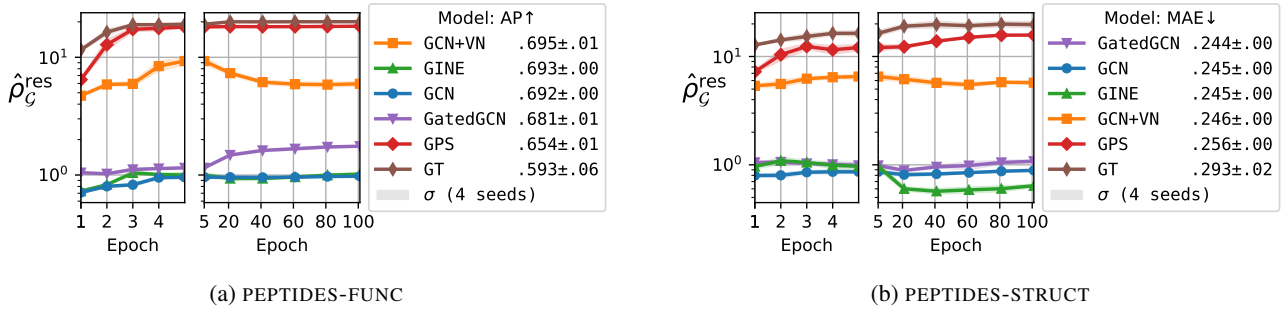 Model: AP↑
GCN+VN .695±.01
GINE .693±.00
GCN .692±.00
GatedGCN .681±.01
GPS .654±.01
GT .593±.06
σ (4 seeds)
10¹
10⁰
ρ̂_𝒢^res
1 2 3 4 5 20 40 60 80 100
Epoch Epoch
(a) PEPTIDES-FUNC
Model: MAE↓
GatedGCN .244±.00
GCN .245±.00
GINE .245±.00
GCN+VN .246±.00
GPS .256±.00
GT .293±.02
σ (4 seeds)
10¹
10⁰
ρ̂_𝒢^res
1 2 3 4 5 20 40 60 80 100
Epoch Epoch
(b) PEPTIDES-STRUCT